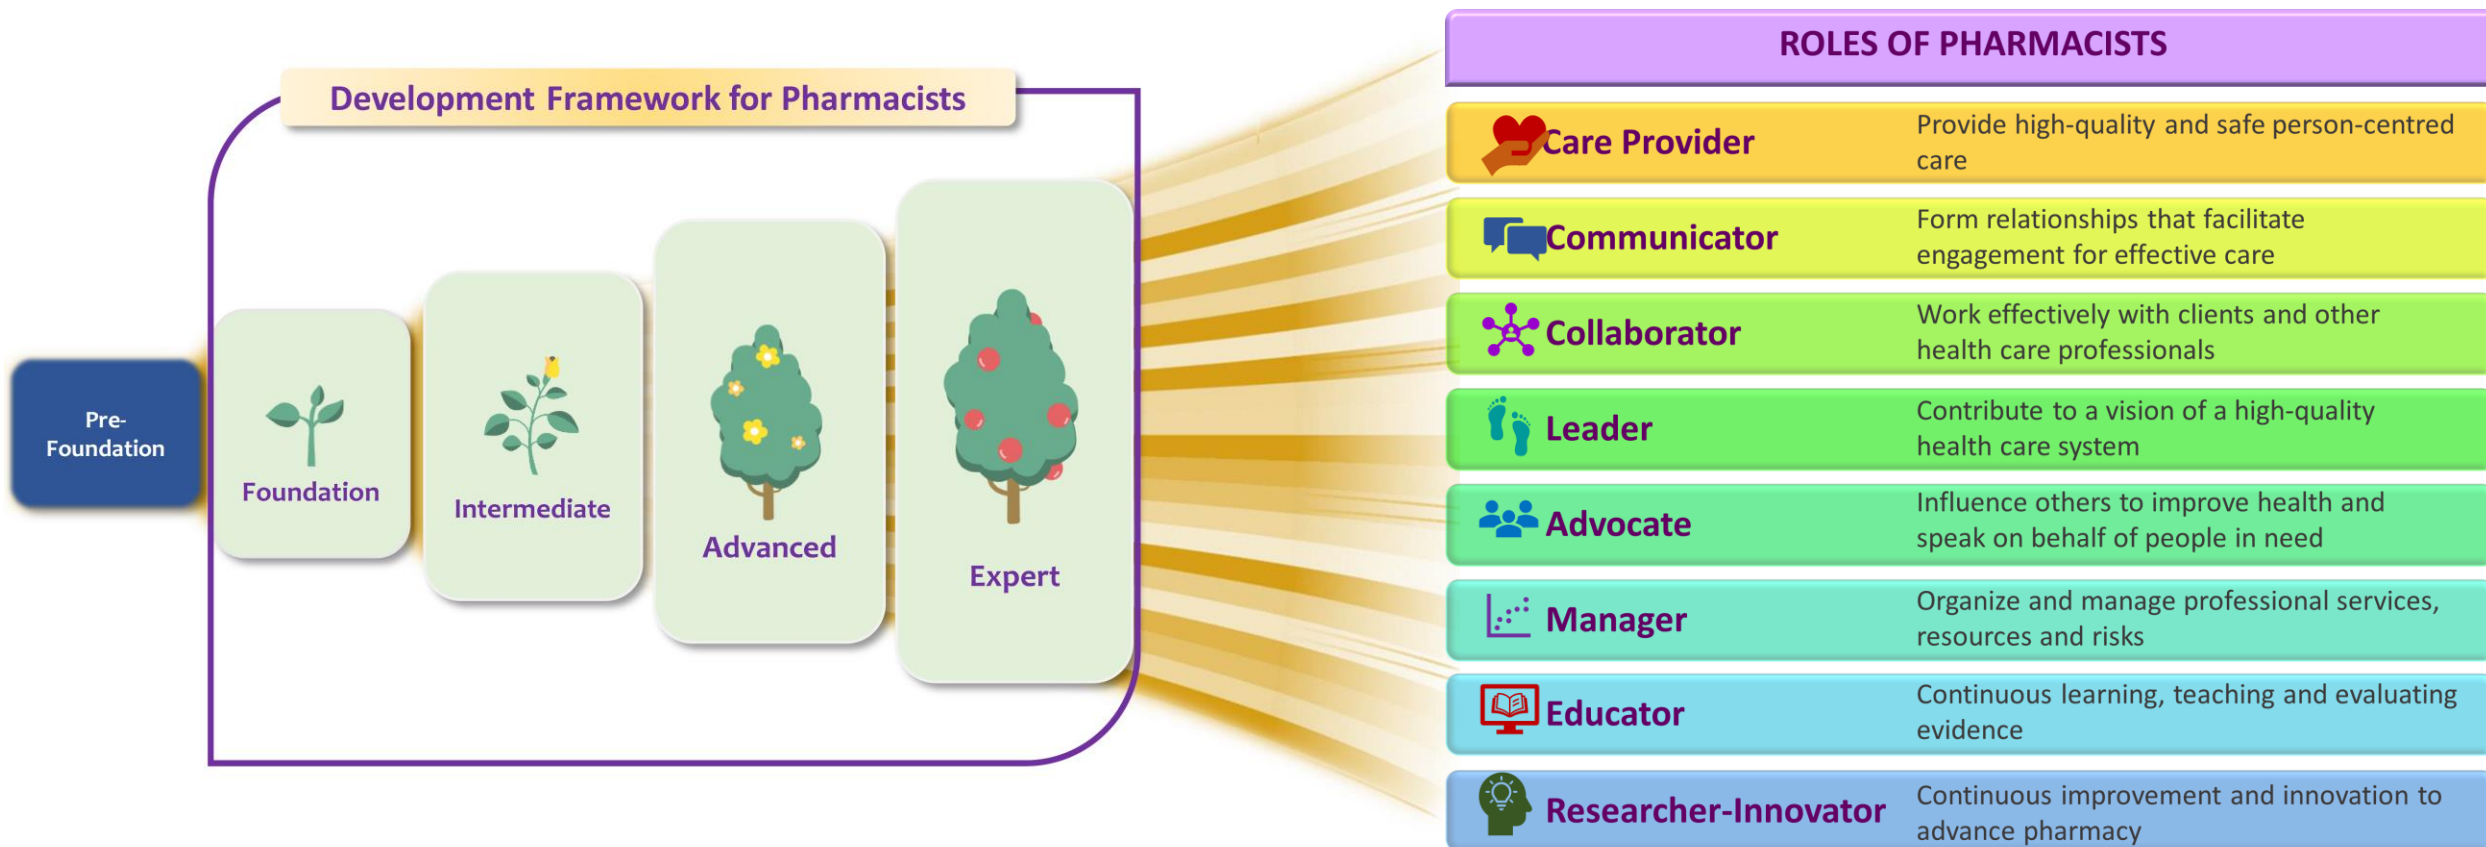 Development Framework for Pharmacists
Pre-
Foundation
Foundation
Intermediate
Advanced
Expert
ROLES OF PHARMACISTS
Care Provider
Provide high-quality and safe person-centred
care
Communicator
Form relationships that facilitate
engagement for effective care
Collaborator
Work effectively with clients and other
health care professionals
Leader
Contribute to a vision of a high-quality
health care system
Advocate
Influence others to improve health and
speak on behalf of people in need
Manager
Organize and manage professional services,
resources and risks
Educator
Continuous learning, teaching and evaluating
evidence
Researcher-Innovator
Continuous improvement and innovation to
advance pharmacy